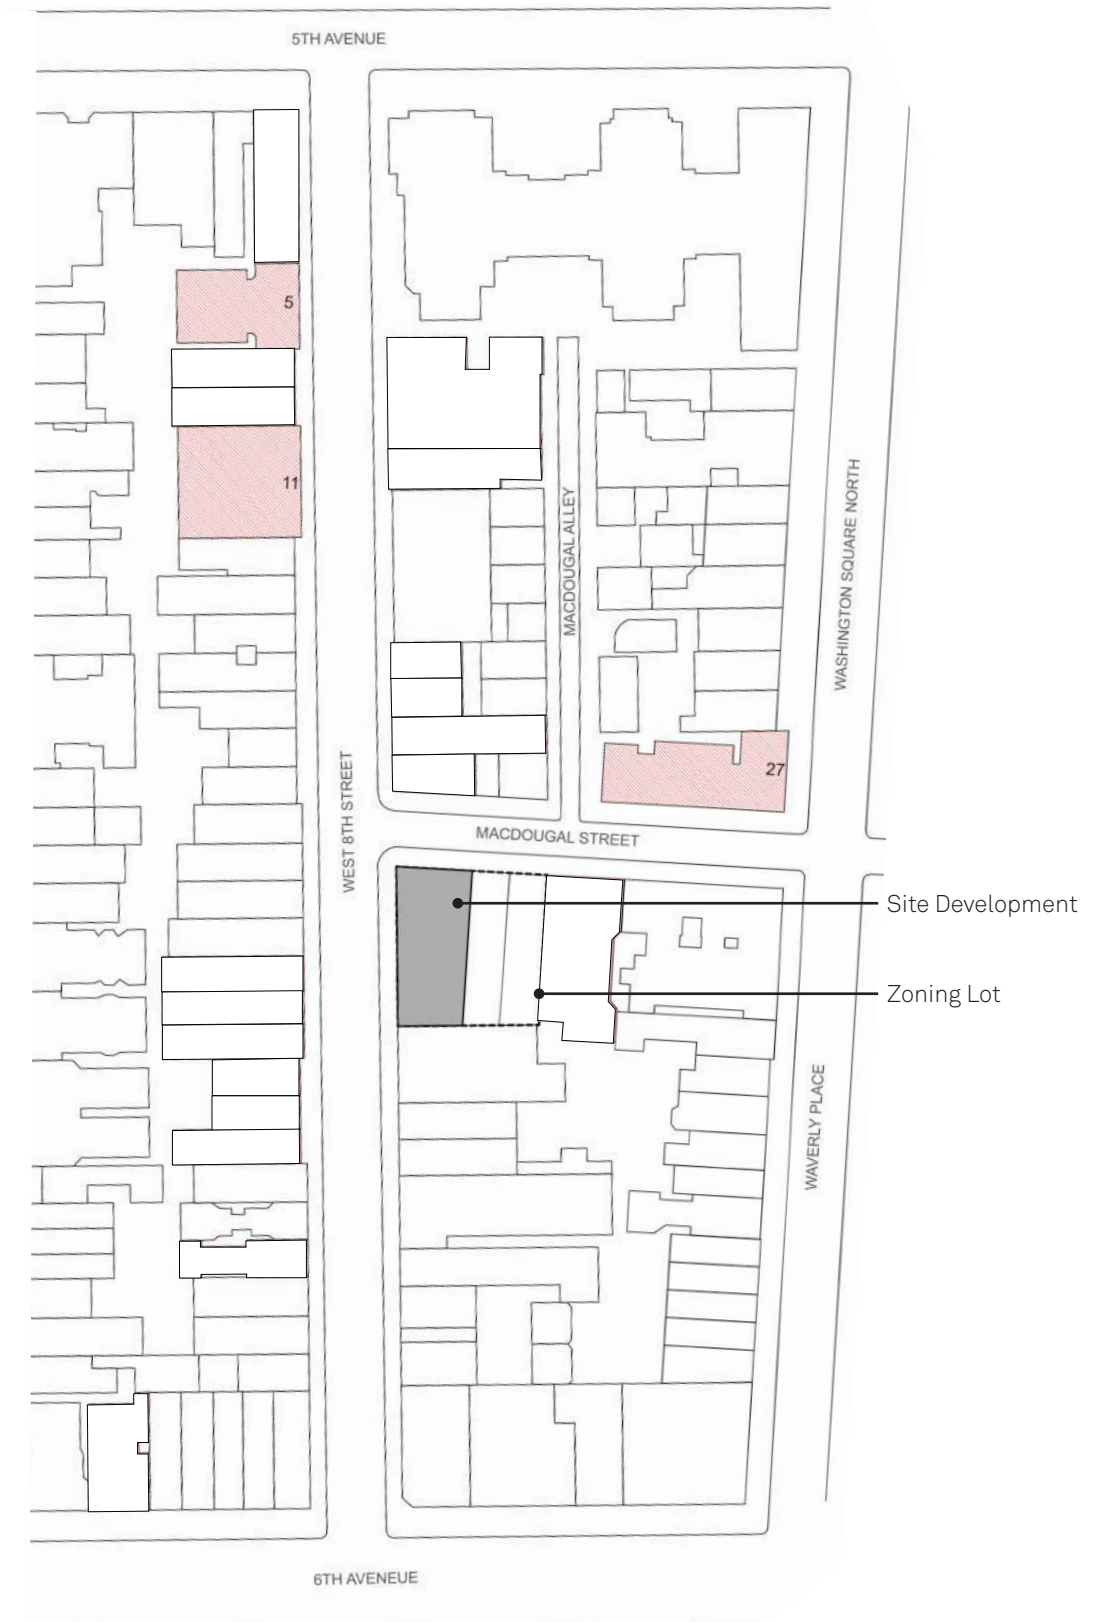 5TH AVENUE
5
11
MACDOUGAL ALLEY
WASHINGTON SQUARE NORTH
27
WEST 8TH STREET
MACDOUGAL STREET
Site Development
Zoning Lot
WAVERLY PLACE
6TH AVENEUE